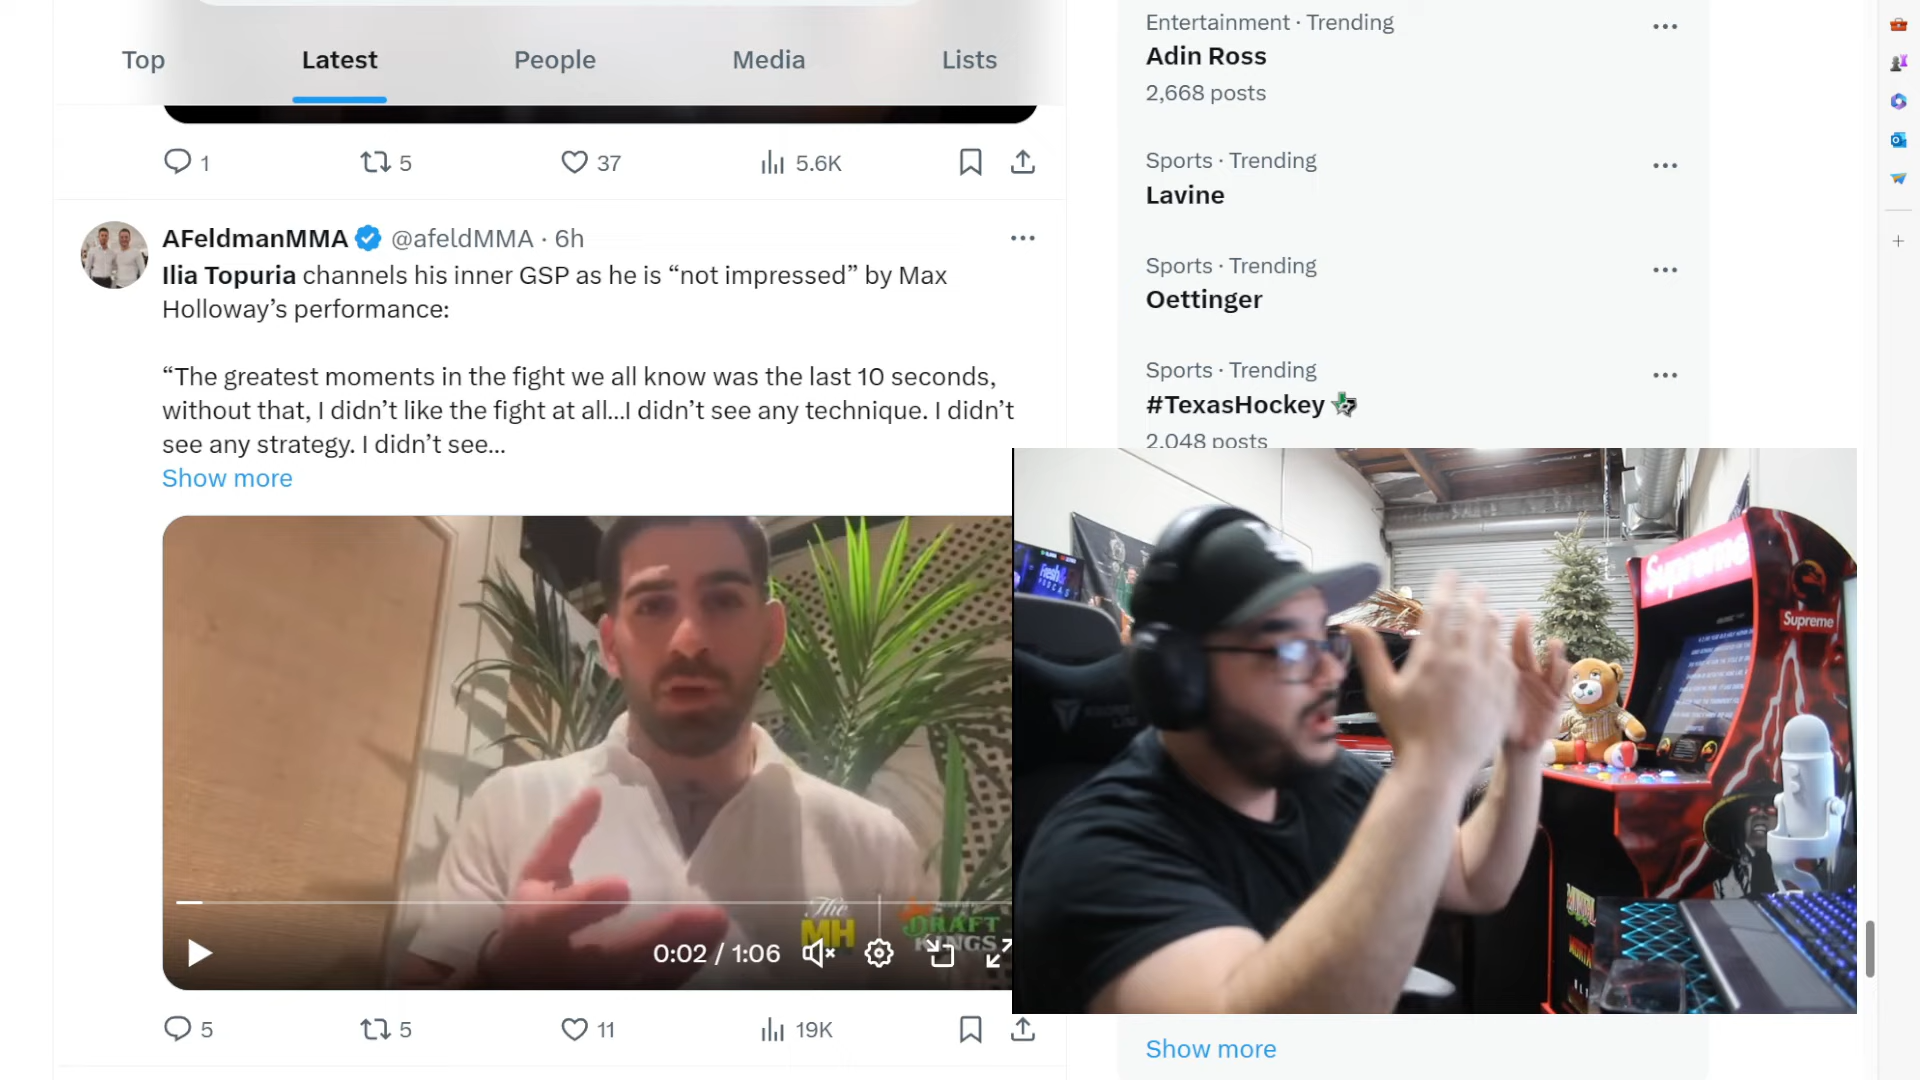 Top
Latest
People
Media
Lists
1
5
37
5.6K
AFeldmanMMA @afeldMMA · 6h
Ilia Topuria channels his inner GSP as he is “not impressed” by Max
Holloway’s performance:
“The greatest moments in the fight we all know was the last 10 seconds,
without that, I didn’t like the fight at all...I didn’t see any technique. I didn’t
see any strategy. I didn’t see...
Show more
The
MH
DRAFT
KINGS
0:02 / 1:06
5
5
11
19K
Entertainment · Trending
Adin Ross
2,668 posts
Sports · Trending
Lavine
Sports · Trending
Oettinger
Sports · Trending
#TexasHockey
2,048 posts
Supreme
Supreme
Show more